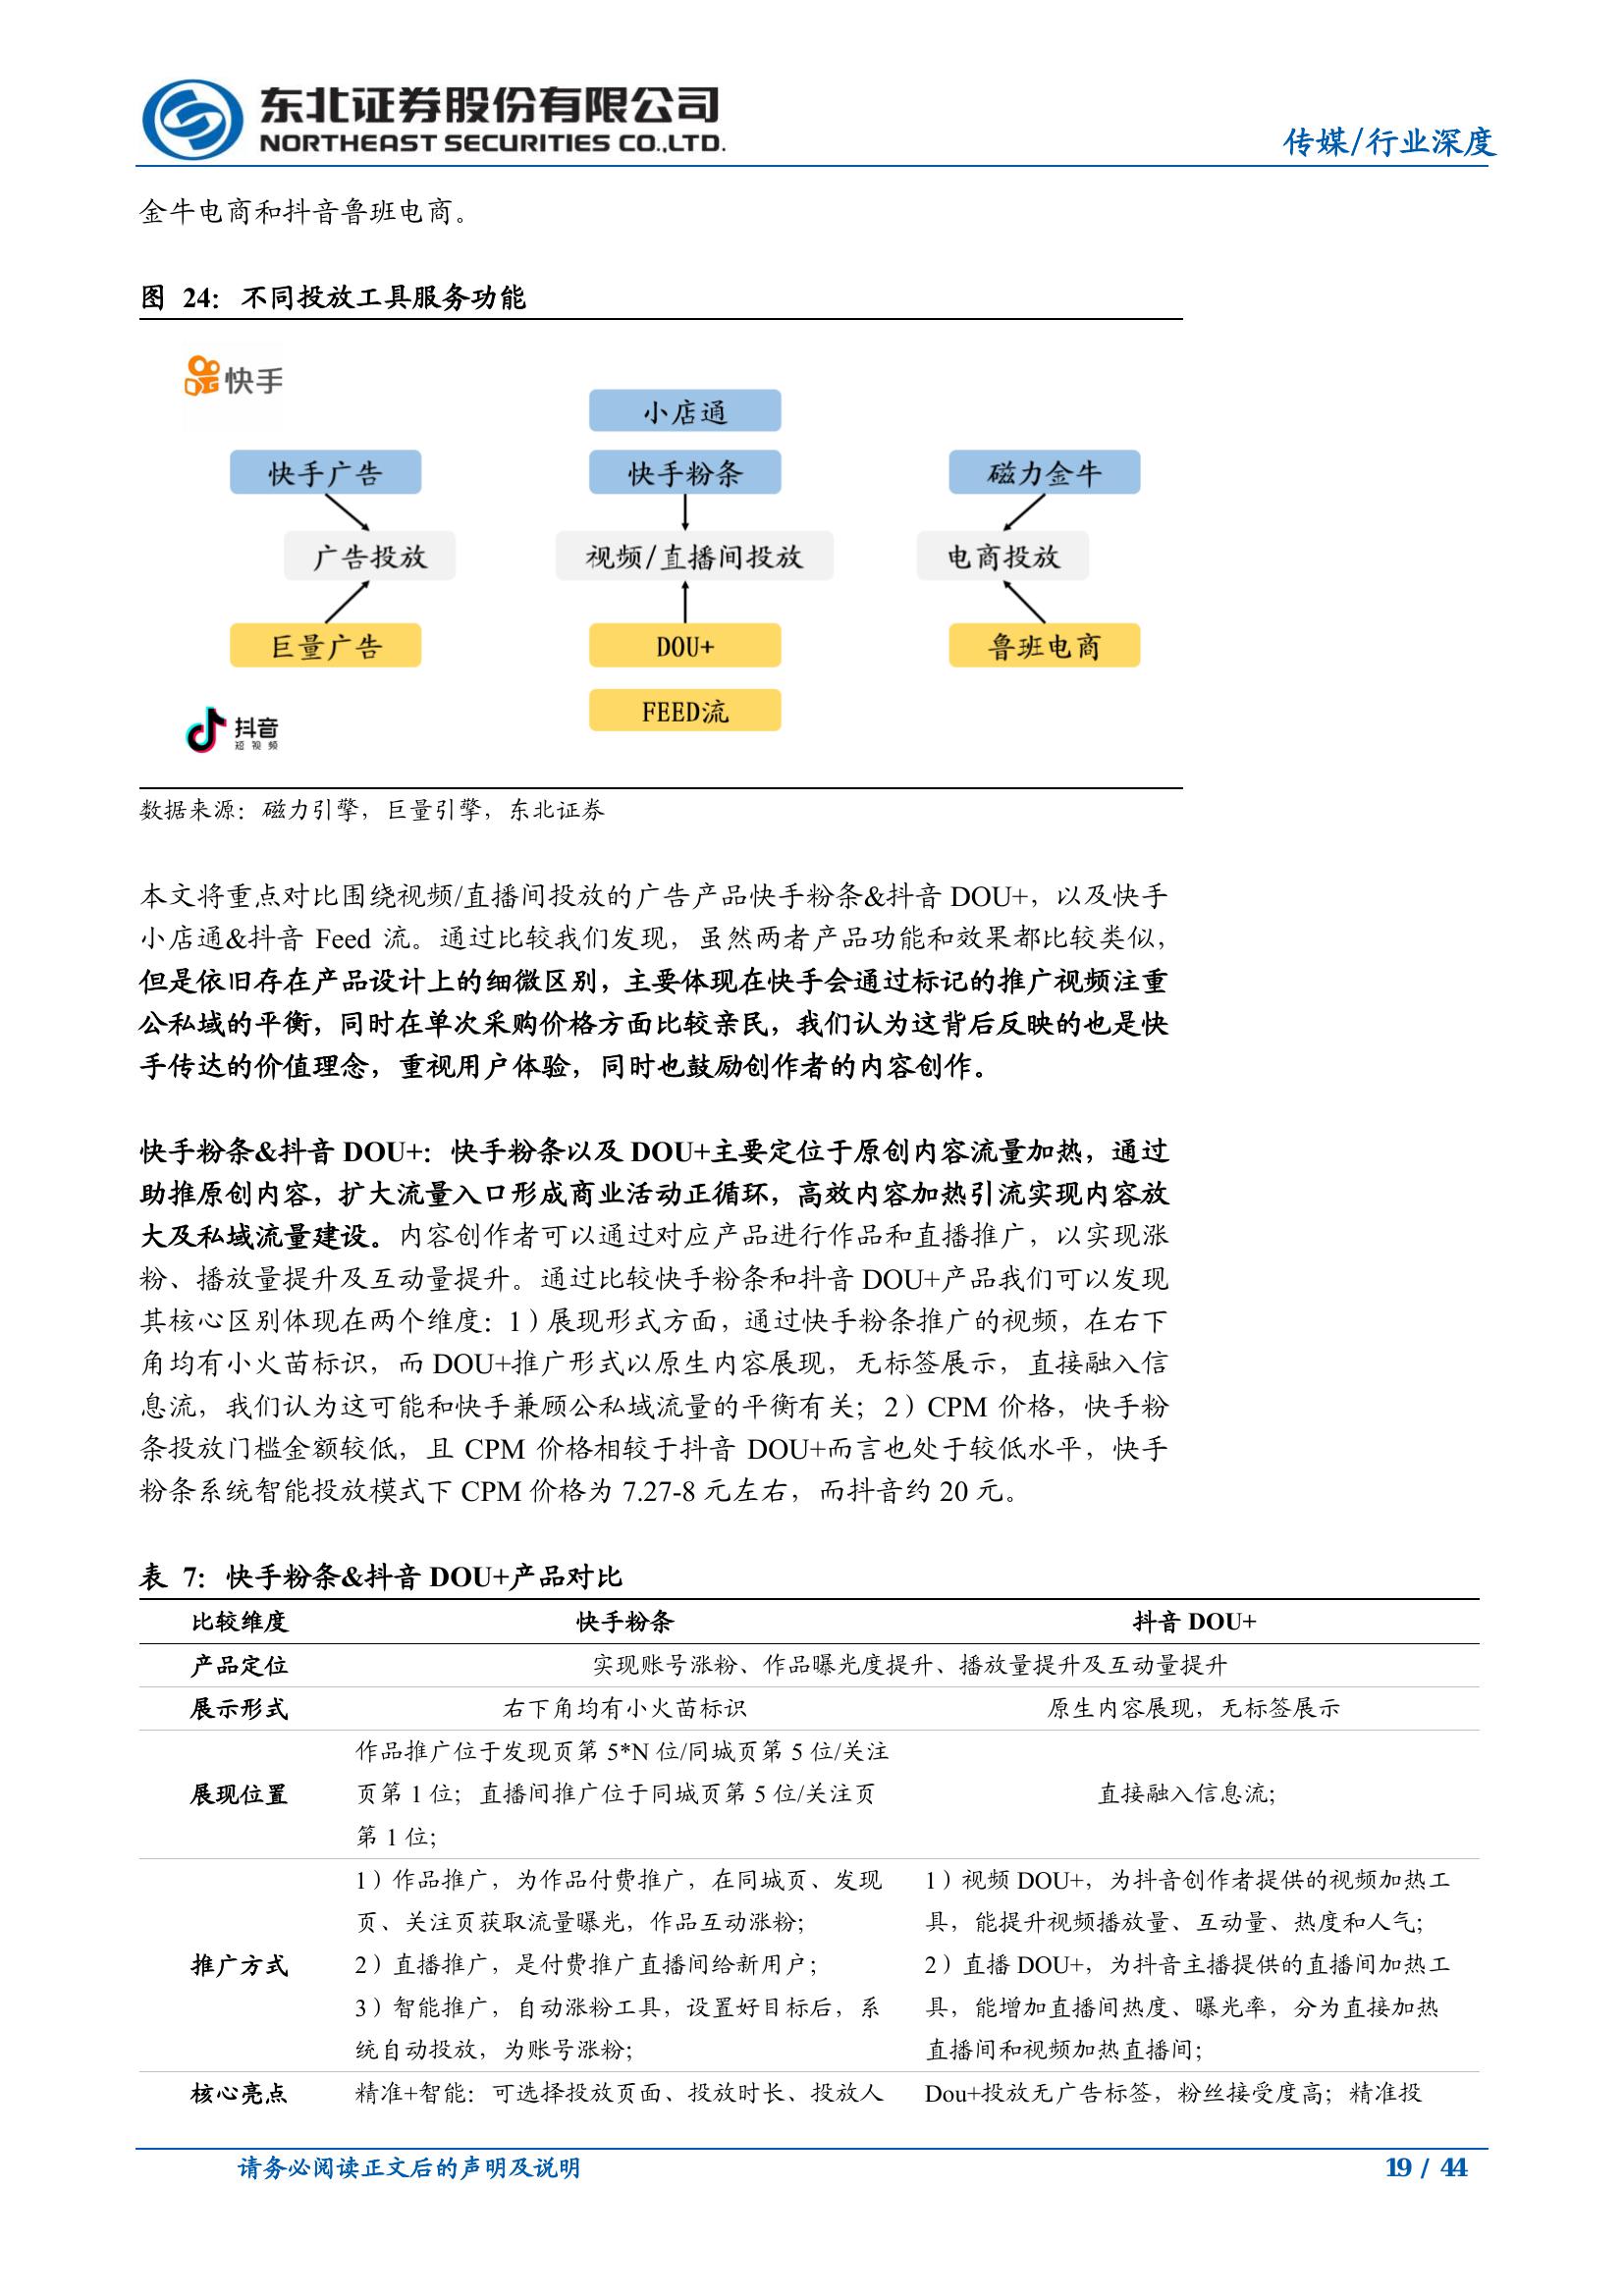 东北证券股份有限公司
NORTHEAST SECURITIES CO.,LTD.
传媒/行业深度
金牛电商和抖音鲁班电商。
图 24：不同投放工具服务功能
快手
小店通
快手广告
快手粉条
磁力金牛
广告投放
视频/直播间投放
电商投放
巨量广告
DOU+
鲁班电商
FEED流
抖音
短视频
数据来源：磁力引擎，巨量引擎，东北证券
本文将重点对比围绕视频/直播间投放的广告产品快手粉条&抖音 DOU+，以及快手
小店通&抖音 Feed 流。通过比较我们发现，虽然两者产品功能和效果都比较类似，
但是依旧存在产品设计上的细微区别，主要体现在快手会通过标记的推广视频注重
公私域的平衡，同时在单次采购价格方面比较亲民，我们认为这背后反映的也是快
手传达的价值理念，重视用户体验，同时也鼓励创作者的内容创作。
快手粉条&抖音 DOU+：快手粉条以及 DOU+主要定位于原创内容流量加热，通过
助推原创内容，扩大流量入口形成商业活动正循环，高效内容加热引流实现内容放
大及私域流量建设。内容创作者可以通过对应产品进行作品和直播推广，以实现涨
粉、播放量提升及互动量提升。通过比较快手粉条和抖音 DOU+产品我们可以发现
其核心区别体现在两个维度：1）展现形式方面，通过快手粉条推广的视频，在右下
角均有小火苗标识，而 DOU+推广形式以原生内容展现，无标签展示，直接融入信
息流，我们认为这可能和快手兼顾公私域流量的平衡有关；2）CPM 价格，快手粉
条投放门槛金额较低，且 CPM 价格相较于抖音 DOU+而言也处于较低水平，快手
粉条系统智能投放模式下 CPM 价格为 7.27-8 元左右，而抖音约 20 元。
表 7：快手粉条&抖音 DOU+产品对比
比较维度 快手粉条 抖音 DOU+
产品定位 实现账号涨粉、作品曝光度提升、播放量提升及互动量提升
展示形式 右下角均有小火苗标识 原生内容展现，无标签展示
展现位置
作品推广位于发现页第 5*N 位/同城页第 5 位/关注
页第 1 位；直播间推广位于同城页第 5 位/关注页
第 1 位；
直接融入信息流；
推广方式
1）作品推广，为作品付费推广，在同城页、发现
页、关注页获取流量曝光，作品互动涨粉；
2）直播推广，是付费推广直播间给新用户；
3）智能推广，自动涨粉工具，设置好目标后，系
统自动投放，为账号涨粉；
1）视频 DOU+，为抖音创作者提供的视频加热工
具，能提升视频播放量、互动量、热度和人气；
2）直播 DOU+，为抖音主播提供的直播间加热工
具，能增加直播间热度、曝光率，分为直接加热
直播间和视频加热直播间；
核心亮点 精准+智能：可选择投放页面、投放时长、投放人 Dou+投放无广告标签，粉丝接受度高；精准投
请务必阅读正文后的声明及说明
19 / 44